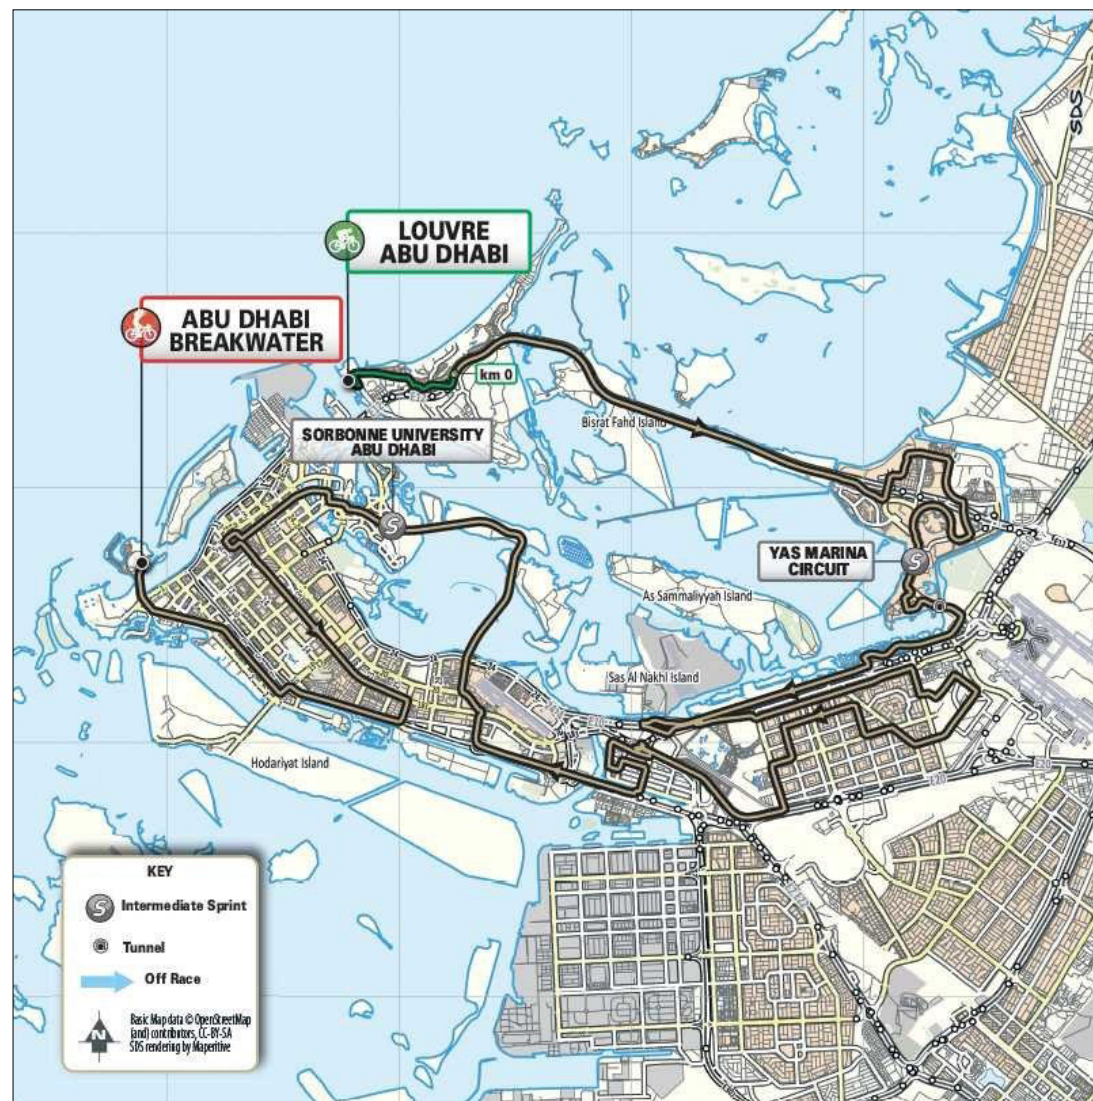 SDS
LOUVRE
ABU DHABI
ABU DHABI
BREAKWATER
km 0
E12
Bisrat Fahd Island
SORBONNE UNIVERSITY
ABU DHABI
S
YAS MARINA
CIRCUIT
S
As Sammaliyyah Island
Sas Al Nakhl Island
Hodariyat Island
E20
E20
KEY
S
Intermediate Sprint
Tunnel
Off Race
N
Basic Map data © OpenStreetMap
(and) contributors, CC-BY-SA
SDS rendering by Maperitive